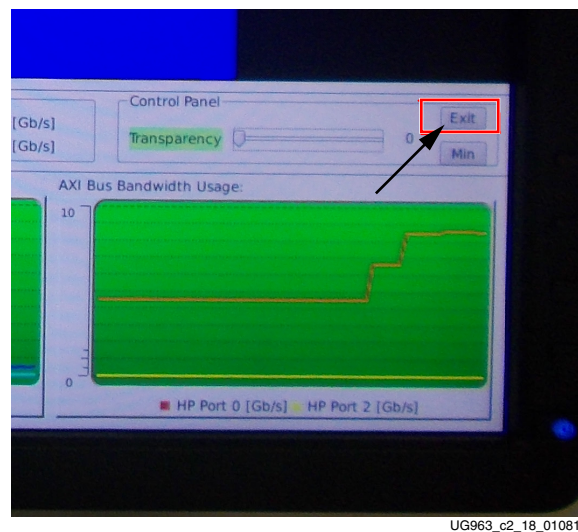 Control Panel
[Gb/s]
[Gb/s]
Transparency
0
Exit
Min
AXI Bus Bandwidth Usage:
10
0
HP Port 0 [Gb/s]
HP Port 2 [Gb/s]
UG963_c2_18_01081